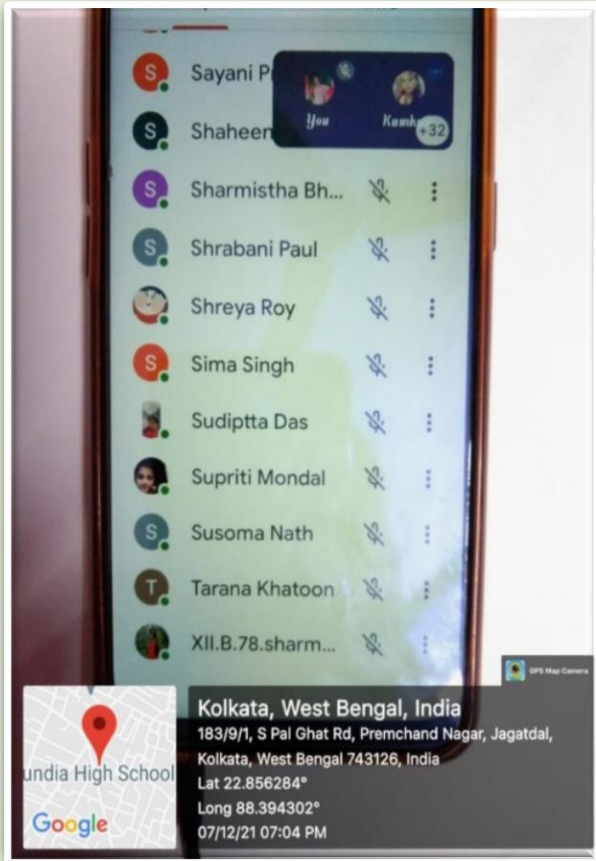 S Sayani P
You
S Shaheen
Kumk
+32
S Sharmistha Bh...
S Shrabani Paul
Shreya Roy
S Sima Singh
Sudiptta Das
Supriti Mondal
S Susoma Nath
T Tarana Khatoon
XII.B.78.sharm...
GPS Map Camera
undia High School
Google
Kolkata, West Bengal, India
183/9/1, S Pal Ghat Rd, Premchand Nagar, Jagatdal,
Kolkata, West Bengal 743126, India
Lat 22.856284°
Long 88.394302°
07/12/21 07:04 PM